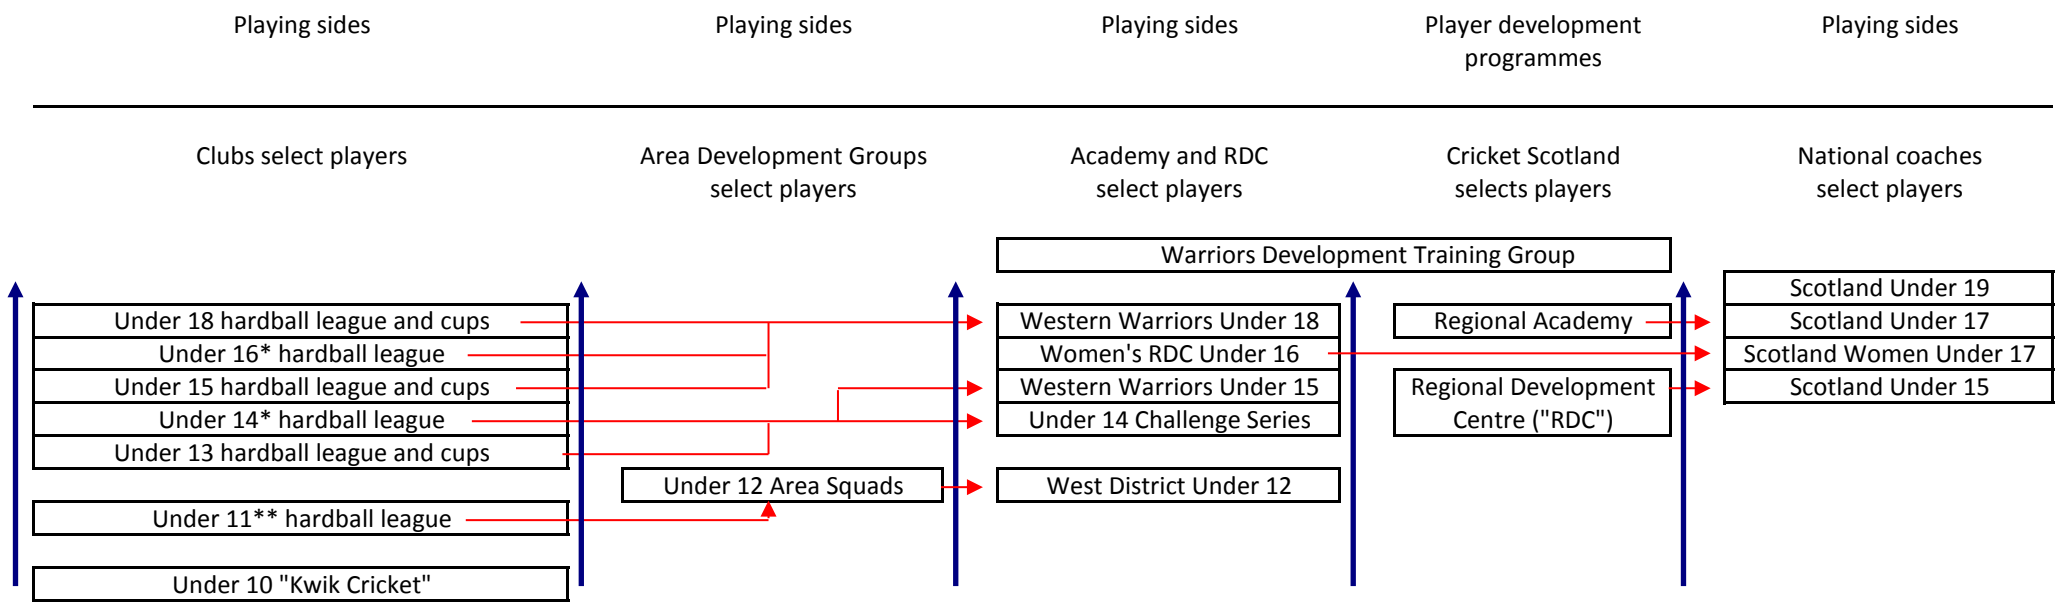 Playing sides
Playing sides
Playing sides
Player development
programmes
Playing sides
Clubs select players
Area Development Groups
select players
Academy and RDC
select players
Cricket Scotland
selects players
National coaches
select players
Warriors Development Training Group
Under 18 hardball league and cups
Under 16* hardball league
Under 15 hardball league and cups
Under 14* hardball league
Under 13 hardball league and cups
Under 11** hardball league
Under 10 "Kwik Cricket"
Under 12 Area Squads
Western Warriors Under 18
Women's RDC Under 16
Western Warriors Under 15
Under 14 Challenge Series
West District Under 12
Regional Academy
Regional Development
Centre ("RDC")
Scotland Under 19
Scotland Under 17
Scotland Women Under 17
Scotland Under 15